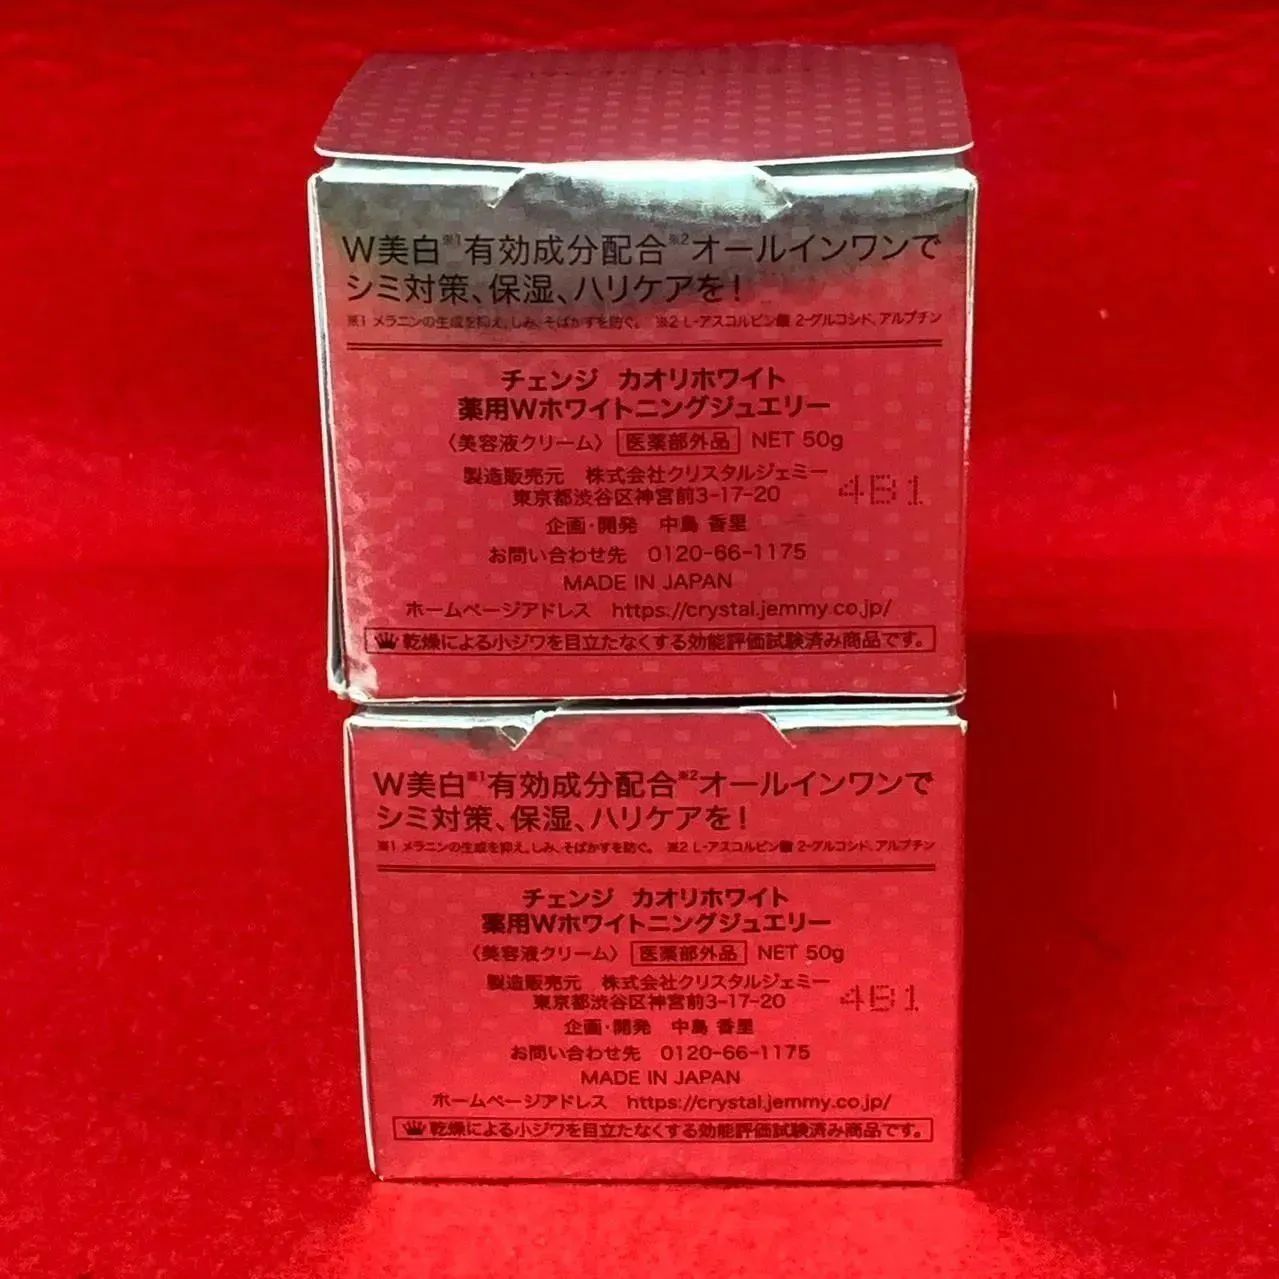 W美白※1有効成分配合※2オールインワンで
シミ対策、保湿、ハリケアを!
※1 メラニンの生成を抑え、しみ、そばかすを防ぐ。 ※2 L-アスコルビン酸 2-グルコシド、アルブチン
チェンジ カオリホワイト
薬用Wホワイトニングジュエリー
〈美容液クリーム〉 医薬部外品 NET 50g
製造販売元 株式会社クリスタルジェミー
東京都渋谷区神宮前3-17-20
4B1
企画・開発 中島 香里
お問い合わせ先 0120-66-1175
MADE IN JAPAN
ホームページアドレス https://crystal.jemmy.co.jp/
乾燥による小ジワを目立たなくする効能評価試験済み商品です。
W美白※1有効成分配合※2オールインワンで
シミ対策、保湿、ハリケアを!
※1 メラニンの生成を抑え、しみ、そばかすを防ぐ。 ※2 L-アスコルビン酸 2-グルコシド、アルブチン
チェンジ カオリホワイト
薬用Wホワイトニングジュエリー
〈美容液クリーム〉 医薬部外品 NET 50g
製造販売元 株式会社クリスタルジェミー
東京都渋谷区神宮前3-17-20
4B1
企画・開発 中島 香里
お問い合わせ先 0120-66-1175
MADE IN JAPAN
ホームページアドレス https://crystal.jemmy.co.jp/
乾燥による小ジワを目立たなくする効能評価試験済み商品です。